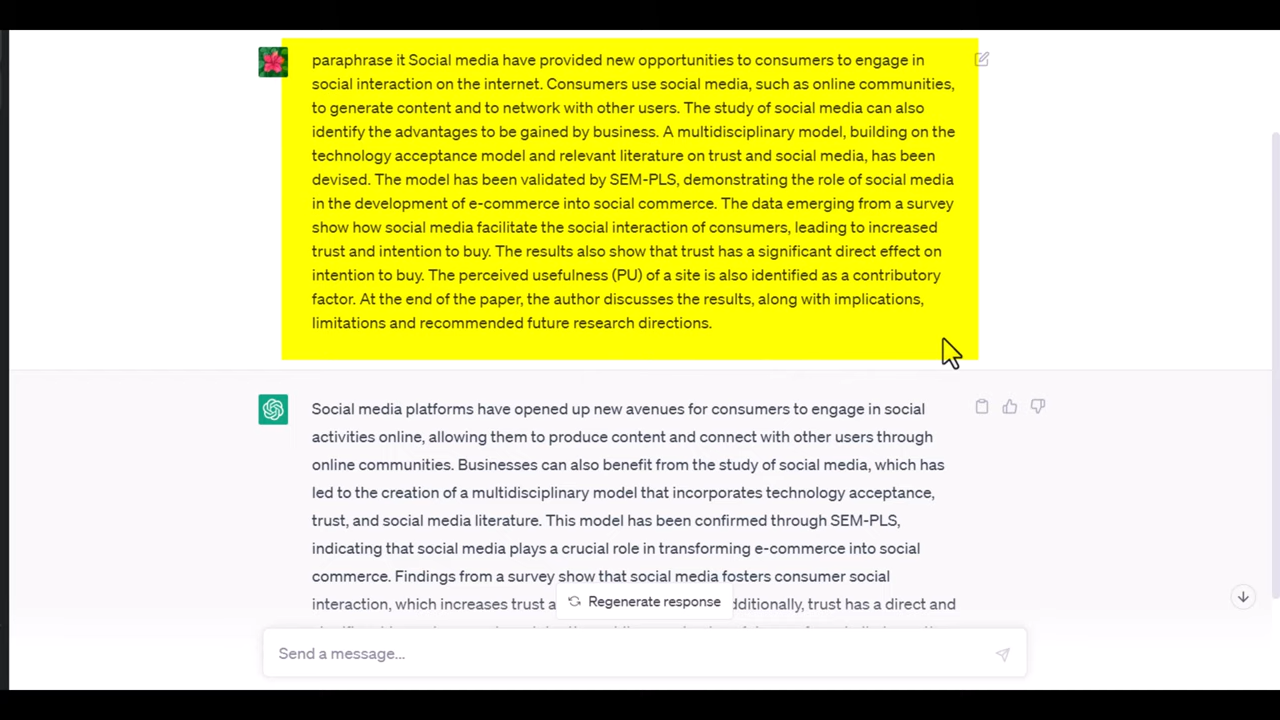 paraphrase it Social media have provided new opportunities to consumers to engage in
social interaction on the internet. Consumers use social media, such as online communities,
to generate content and to network with other users. The study of social media can also
identify the advantages to be gained by business. A multidisciplinary model, building on the
technology acceptance model and relevant literature on trust and social media, has been
devised. The model has been validated by SEM-PLS, demonstrating the role of social media
in the development of e-commerce into social commerce. The data emerging from a survey
show how social media facilitate the social interaction of consumers, leading to increased
trust and intention to buy. The results also show that trust has a significant direct effect on
intention to buy. The perceived usefulness (PU) of a site is also identified as a contributory
factor. At the end of the paper, the author discusses the results, along with implications,
limitations and recommended future research directions.
Social media platforms have opened up new avenues for consumers to engage in social
activities online, allowing them to produce content and connect with other users through
online communities. Businesses can also benefit from the study of social media, which has
led to the creation of a multidisciplinary model that incorporates technology acceptance,
trust, and social media literature. This model has been confirmed through SEM-PLS,
indicating that social media plays a crucial role in transforming e-commerce into social
commerce. Findings from a survey show that social media fosters consumer social
interaction, which increases trust dditionally, trust has a direct and
Regenerate response
Send a message...